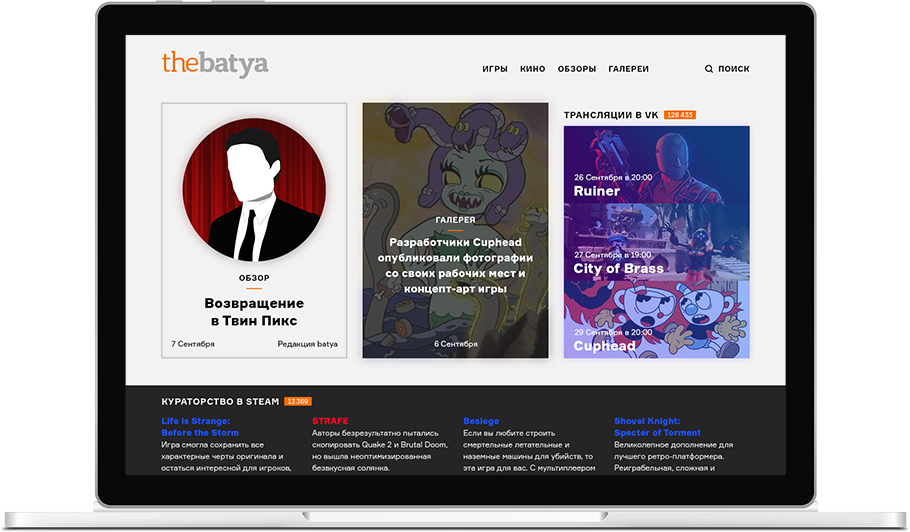 thebatya
ИГРЫ КИНО ОБЗОРЫ ГАЛЕРЕИ ПОИСК
ОБЗОР
Возвращение
в Твин Пикс
7 Сентября Редакция batya
ГАЛЕРЕЯ
Разработчики Cuphead
опубликовали фотографии
со своих рабочих мест и
концепт-арт игры
6 Сентября
ТРАНСЛЯЦИИ В VK 128 433
26 Сентября в 20:00
Ruiner
27 Сентября в 19:00
City of Brass
29 Сентября в 20:00
Cuphead
КУРАТОРСТВО В STEAM 13 369
Life is Strange:
Before the Storm
Игра смогла сохранить все
характерные черты оригинала и
остаться интересной для игроков,
STRAFE
Авторы безрезультатно пытались
скопировать Quake 2 и Brutal Doom,
но вышла неоптимизированная
безвкусная солянка.
Besiege
Если вы любите строить
смертельные летательные и
наземные машины для убийств, то
эта игра для вас. С мультиплеером
Shovel Knight:
Specter of Torment
Великолепное дополнение для
лучшего ретро-платформера.
Реиграбельная, сложная и